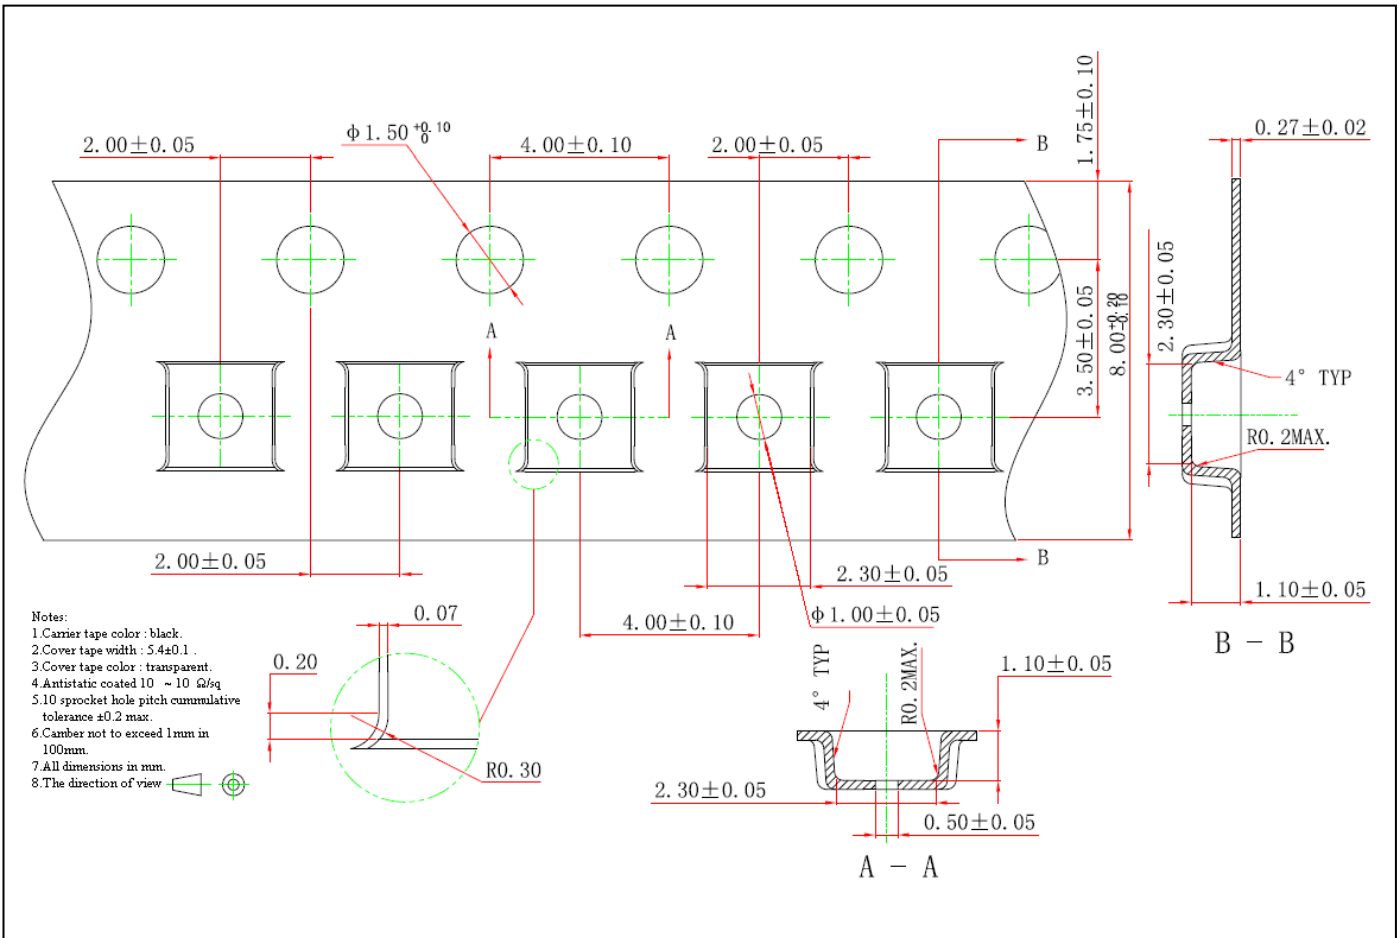 2.00±0.05
φ1.50 +0.10 0
4.00±0.10
2.00±0.05
B
1.75±0.10
0.27±0.02
A
A
3.50±0.05
2.30±0.05
4° TYP
R0.2MAX.
2.00±0.05
B
2.30±0.05
φ1.00±0.05
4.00±0.10
1.10±0.05
B - B
Notes:
1.Carrier tape color : black.
2.Cover tape width : 5.4±0.1 .
3.Cover tape color : transparent.
4.Antistatic coated 10 ~ 10 Ω/sq
5.10 sprocket hole pitch cummulative
tolerance ±0.2 max.
6.Camber not to exceed 1mm in
100mm.
7.All dimensions in mm.
8.The direction of view
0.07
0.20
R0.30
4° TYP
R0.2MAX.
1.10±0.05
2.30±0.05
0.50±0.05
A - A
8.00